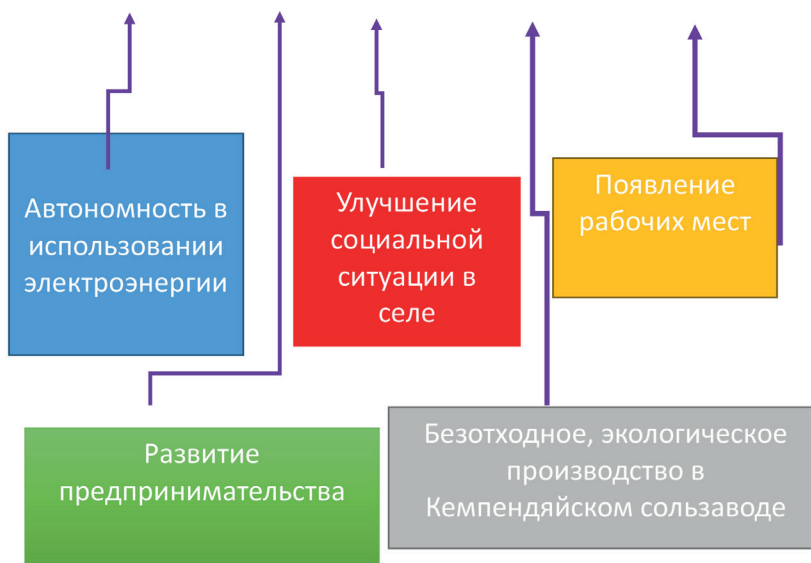 Автономность в
использовании
электроэнергии
Улучшение
социальной
ситуации в
селе
Появление
рабочих мест
Развитие
предпринимательства
Безотходное, экологическое
производство в
Кемпендяйском сользаводе